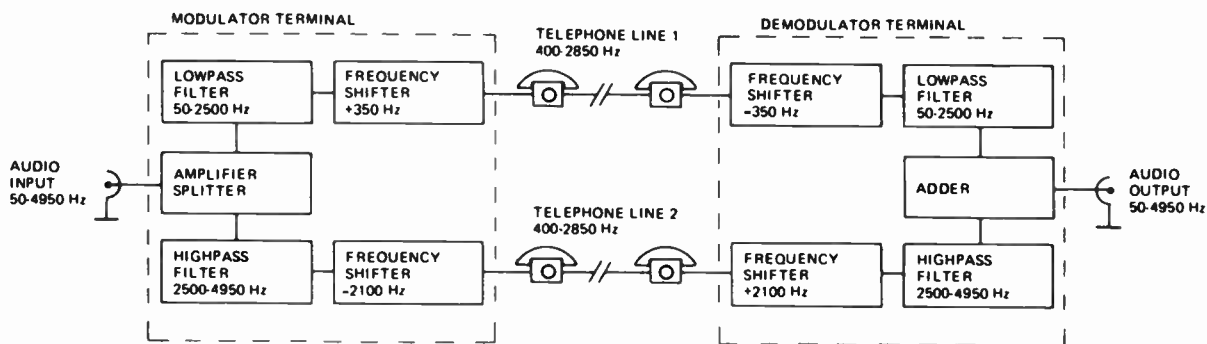 MODULATOR TERMINAL
LOWPASS
FILTER
50-2500 Hz
FREQUENCY
SHIFTER
+350 Hz
AUDIO
INPUT
50-4950 Hz
AMPLIFIER
SPLITTER
HIGHPASS
FILTER
2500-4950 Hz
FREQUENCY
SHIFTER
-2100 Hz
TELEPHONE LINE 1
400-2850 Hz
TELEPHONE LINE 2
400-2850 Hz
DEMODULATOR TERMINAL
FREQUENCY
SHIFTER
-350 Hz
LOWPASS
FILTER
50-2500 Hz
ADDER
AUDIO
OUTPUT
50-4950 Hz
FREQUENCY
SHIFTER
+2100 Hz
HIGHPASS
FILTER
2500-4950 Hz